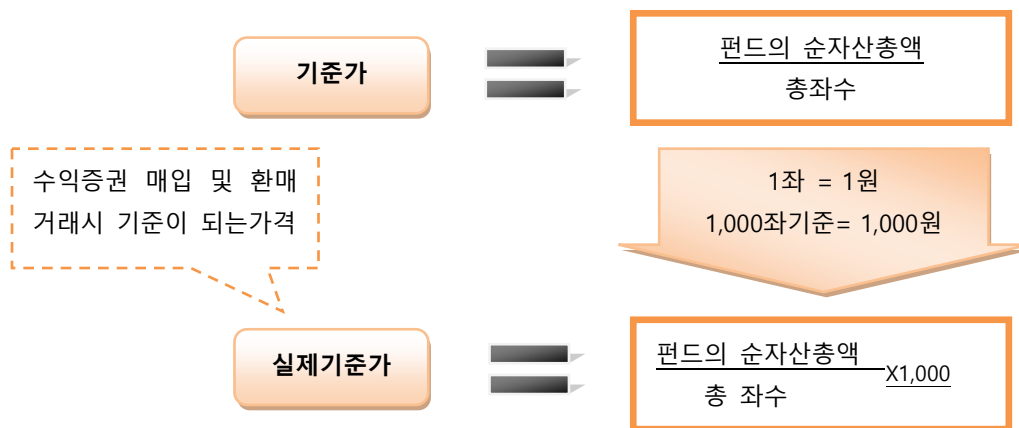 기준가
펀드의 순자산총액
총좌수
수익증권 매입 및 환매
거래시 기준이 되는가격
1좌 = 1원
1,000좌기준= 1,000원
실제기준가
펀드의 순자산총액
총 좌수
X1,000